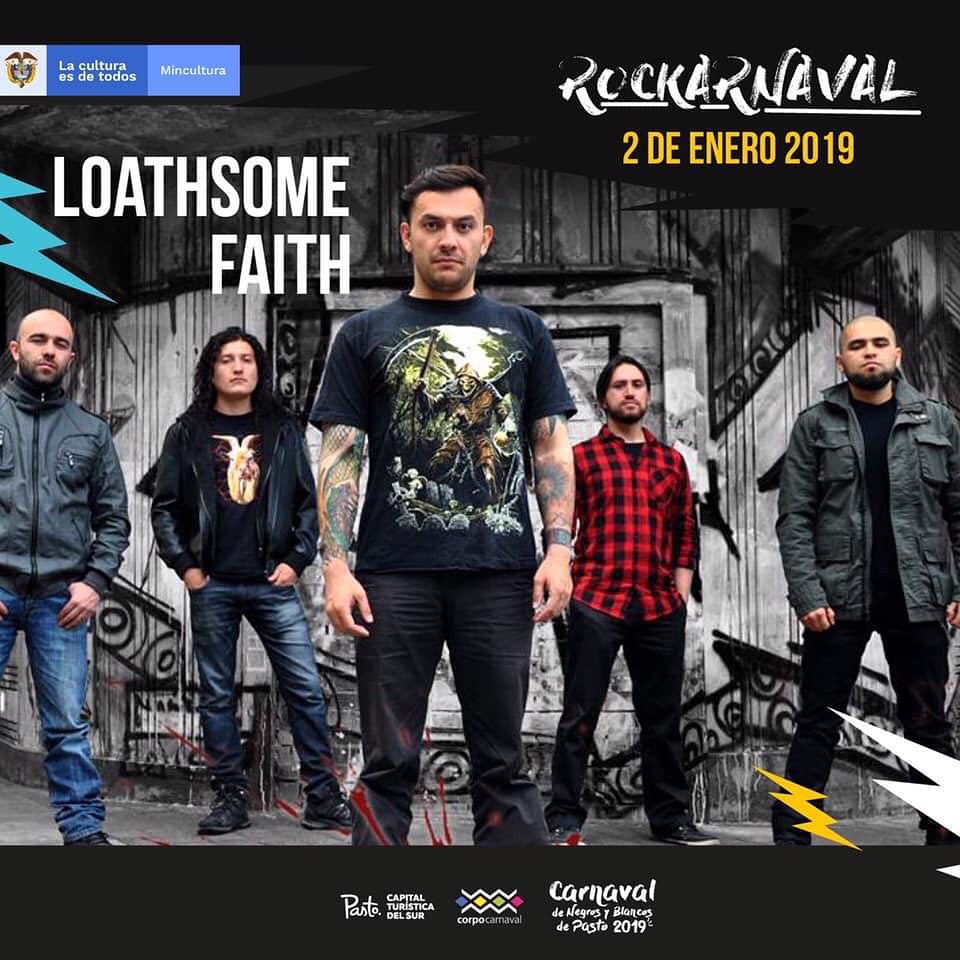 La cultura
es de todos
Mincultura
ROCKARNAVAL
2 DE ENERO 2019
LOATHSOME
FAITH
Pasto.
CAPITAL
TURÍSTICA
DEL SUR
corpocarnaval
Carnaval
de Negros y Blancos
de Pasto 2019